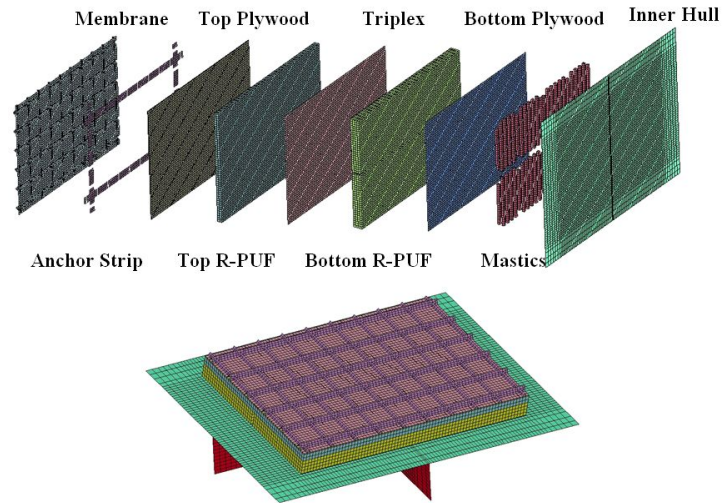 Membrane Top Plywood Triplex Bottom Plywood Inner Hull
Anchor Strip Top R-PUF Bottom R-PUF Mastics